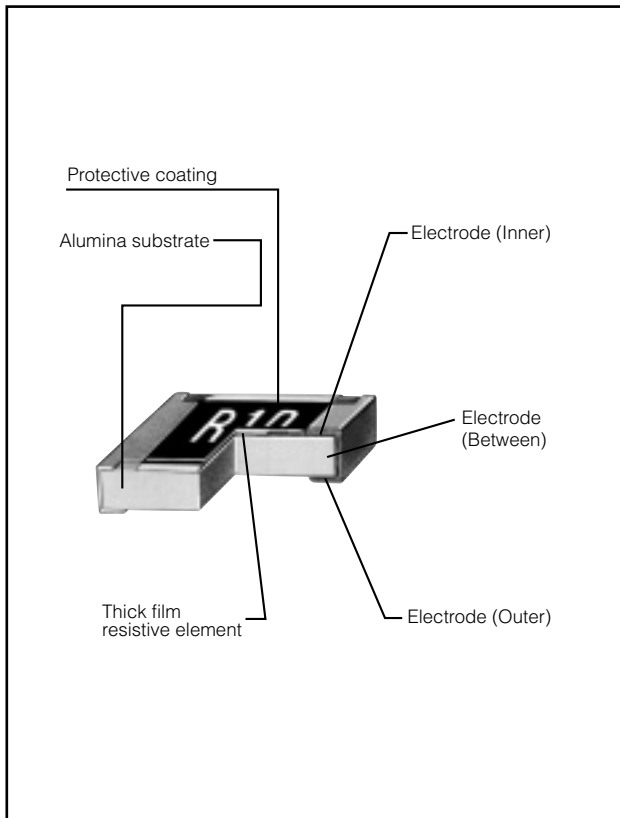 Protective coating
Alumina substrate
Electrode (Inner)
R10
Electrode
(Between)
Thick film
resistive element
Electrode (Outer)